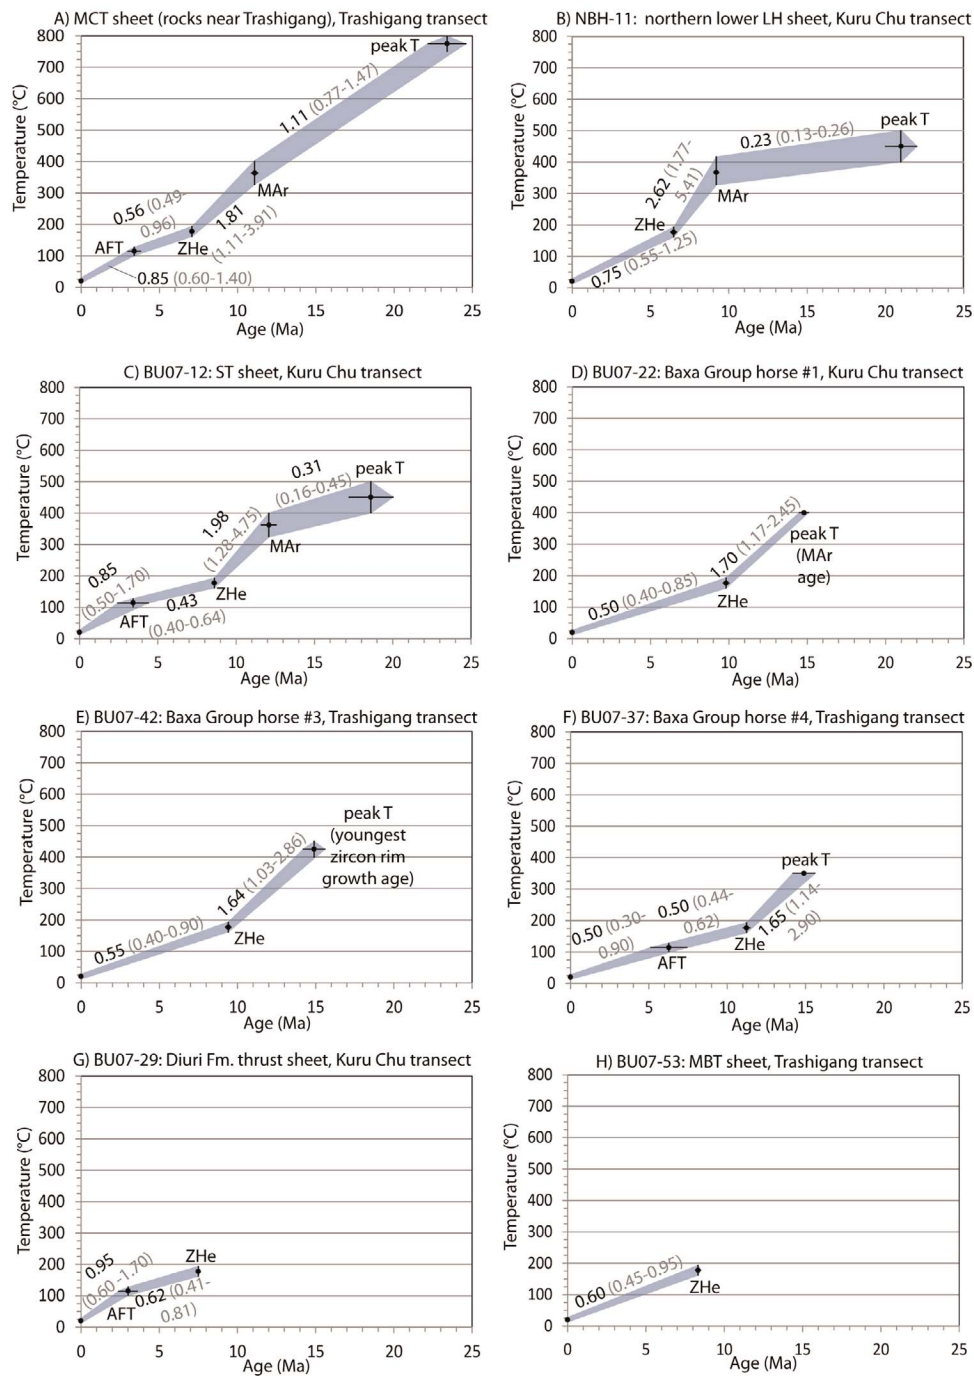 A) MCT sheet (rocks near Trashigang), Trashigang transect
Temperature (°C)
800
700
600
500
400
300
200
100
0
peak T
1.11 (0.77-1.47)
MAr
1.81
(1.11-3.91)
0.56 (0.49-
0.96)
AFT
ZHe
0.85 (0.60-1.40)
0 5 10 15 20 25
Age (Ma)
B) NBH-11: northern lower LH sheet, Kuru Chu transect
Temperature (°C)
800
700
600
500
400
300
200
100
0
peak T
0.23 (0.13-0.26)
2.62 (1.77-
5.41)
MAr
ZHe
0.75 (0.55-1.25)
0 5 10 15 20 25
Age (Ma)
C) BU07-12: ST sheet, Kuru Chu transect
Temperature (°C)
800
700
600
500
400
300
200
100
0
peak T
0.31
(0.16-0.45)
1.98
(1.28-4.75)
MAr
0.85
(0.50-1.70)
ZHe
AFT
0.43
(0.40-0.64)
0 5 10 15 20 25
Age (Ma)
D) BU07-22: Baxa Group horse #1, Kuru Chu transect
Temperature (°C)
800
700
600
500
400
300
200
100
0
1.70 (1.17-2.45)
peak T
(MAr
age)
0.50 (0.40-0.85)
ZHe
0 5 10 15 20 25
Age (Ma)
E) BU07-42: Baxa Group horse #3, Trashigang transect
Temperature (°C)
800
700
600
500
400
300
200
100
0
peak T
(youngest
zircon rim
growth age)
1.64 (1.03-2.86)
0.55 (0.40-0.90)
ZHe
0 5 10 15 20 25
Age (Ma)
F) BU07-37: Baxa Group horse #4, Trashigang transect
Temperature (°C)
800
700
600
500
400
300
200
100
0
peak T
0.50 (0.30-
0.90)
0.50 (0.44-
0.62)
1.65 (1.14-
2.90)
ZHe
AFT
0 5 10 15 20 25
Age (Ma)
G) BU07-29: Diuri Fm. thrust sheet, Kuru Chu transect
Temperature (°C)
800
700
600
500
400
300
200
100
0
0.95
(0.60 -1.70)
ZHe
AFT
0.62 (0.41-
0.81)
0 5 10 15 20 25
Age (Ma)
H) BU07-53: MBT sheet, Trashigang transect
Temperature (°C)
800
700
600
500
400
300
200
100
0
0.60 (0.45-0.95)
ZHe
0 5 10 15 20 25
Age (Ma)